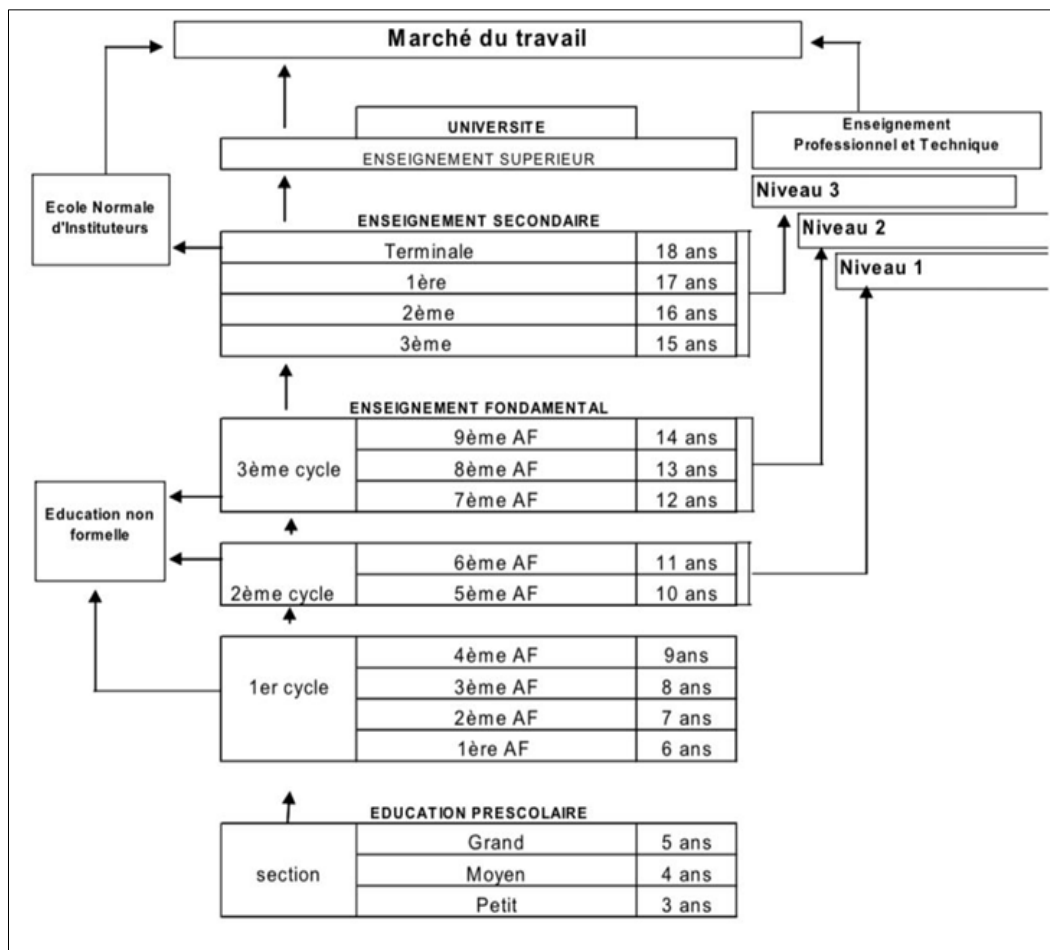 Marché du travail
UNIVERSITE
ENSEIGNEMENT SUPERIEUR
Enseignement
Professionnel et Technique
Niveau 3
Niveau 2
Niveau 1
Ecole Normale
d'Instituteurs
ENSEIGNEMENT SECONDAIRE
Terminale 18 ans
1ère 17 ans
2ème 16 ans
3ème 15 ans
ENSEIGNEMENT FONDAMENTAL
3ème cycle
9ème AF 14 ans
8ème AF 13 ans
7ème AF 12 ans
Education non
formelle
2ème cycle
6ème AF 11 ans
5ème AF 10 ans
1er cycle
4ème AF 9ans
3ème AF 8 ans
2ème AF 7 ans
1ère AF 6 ans
EDUCATION PRESCOLAIRE
section
Grand 5 ans
Moyen 4 ans
Petit 3 ans